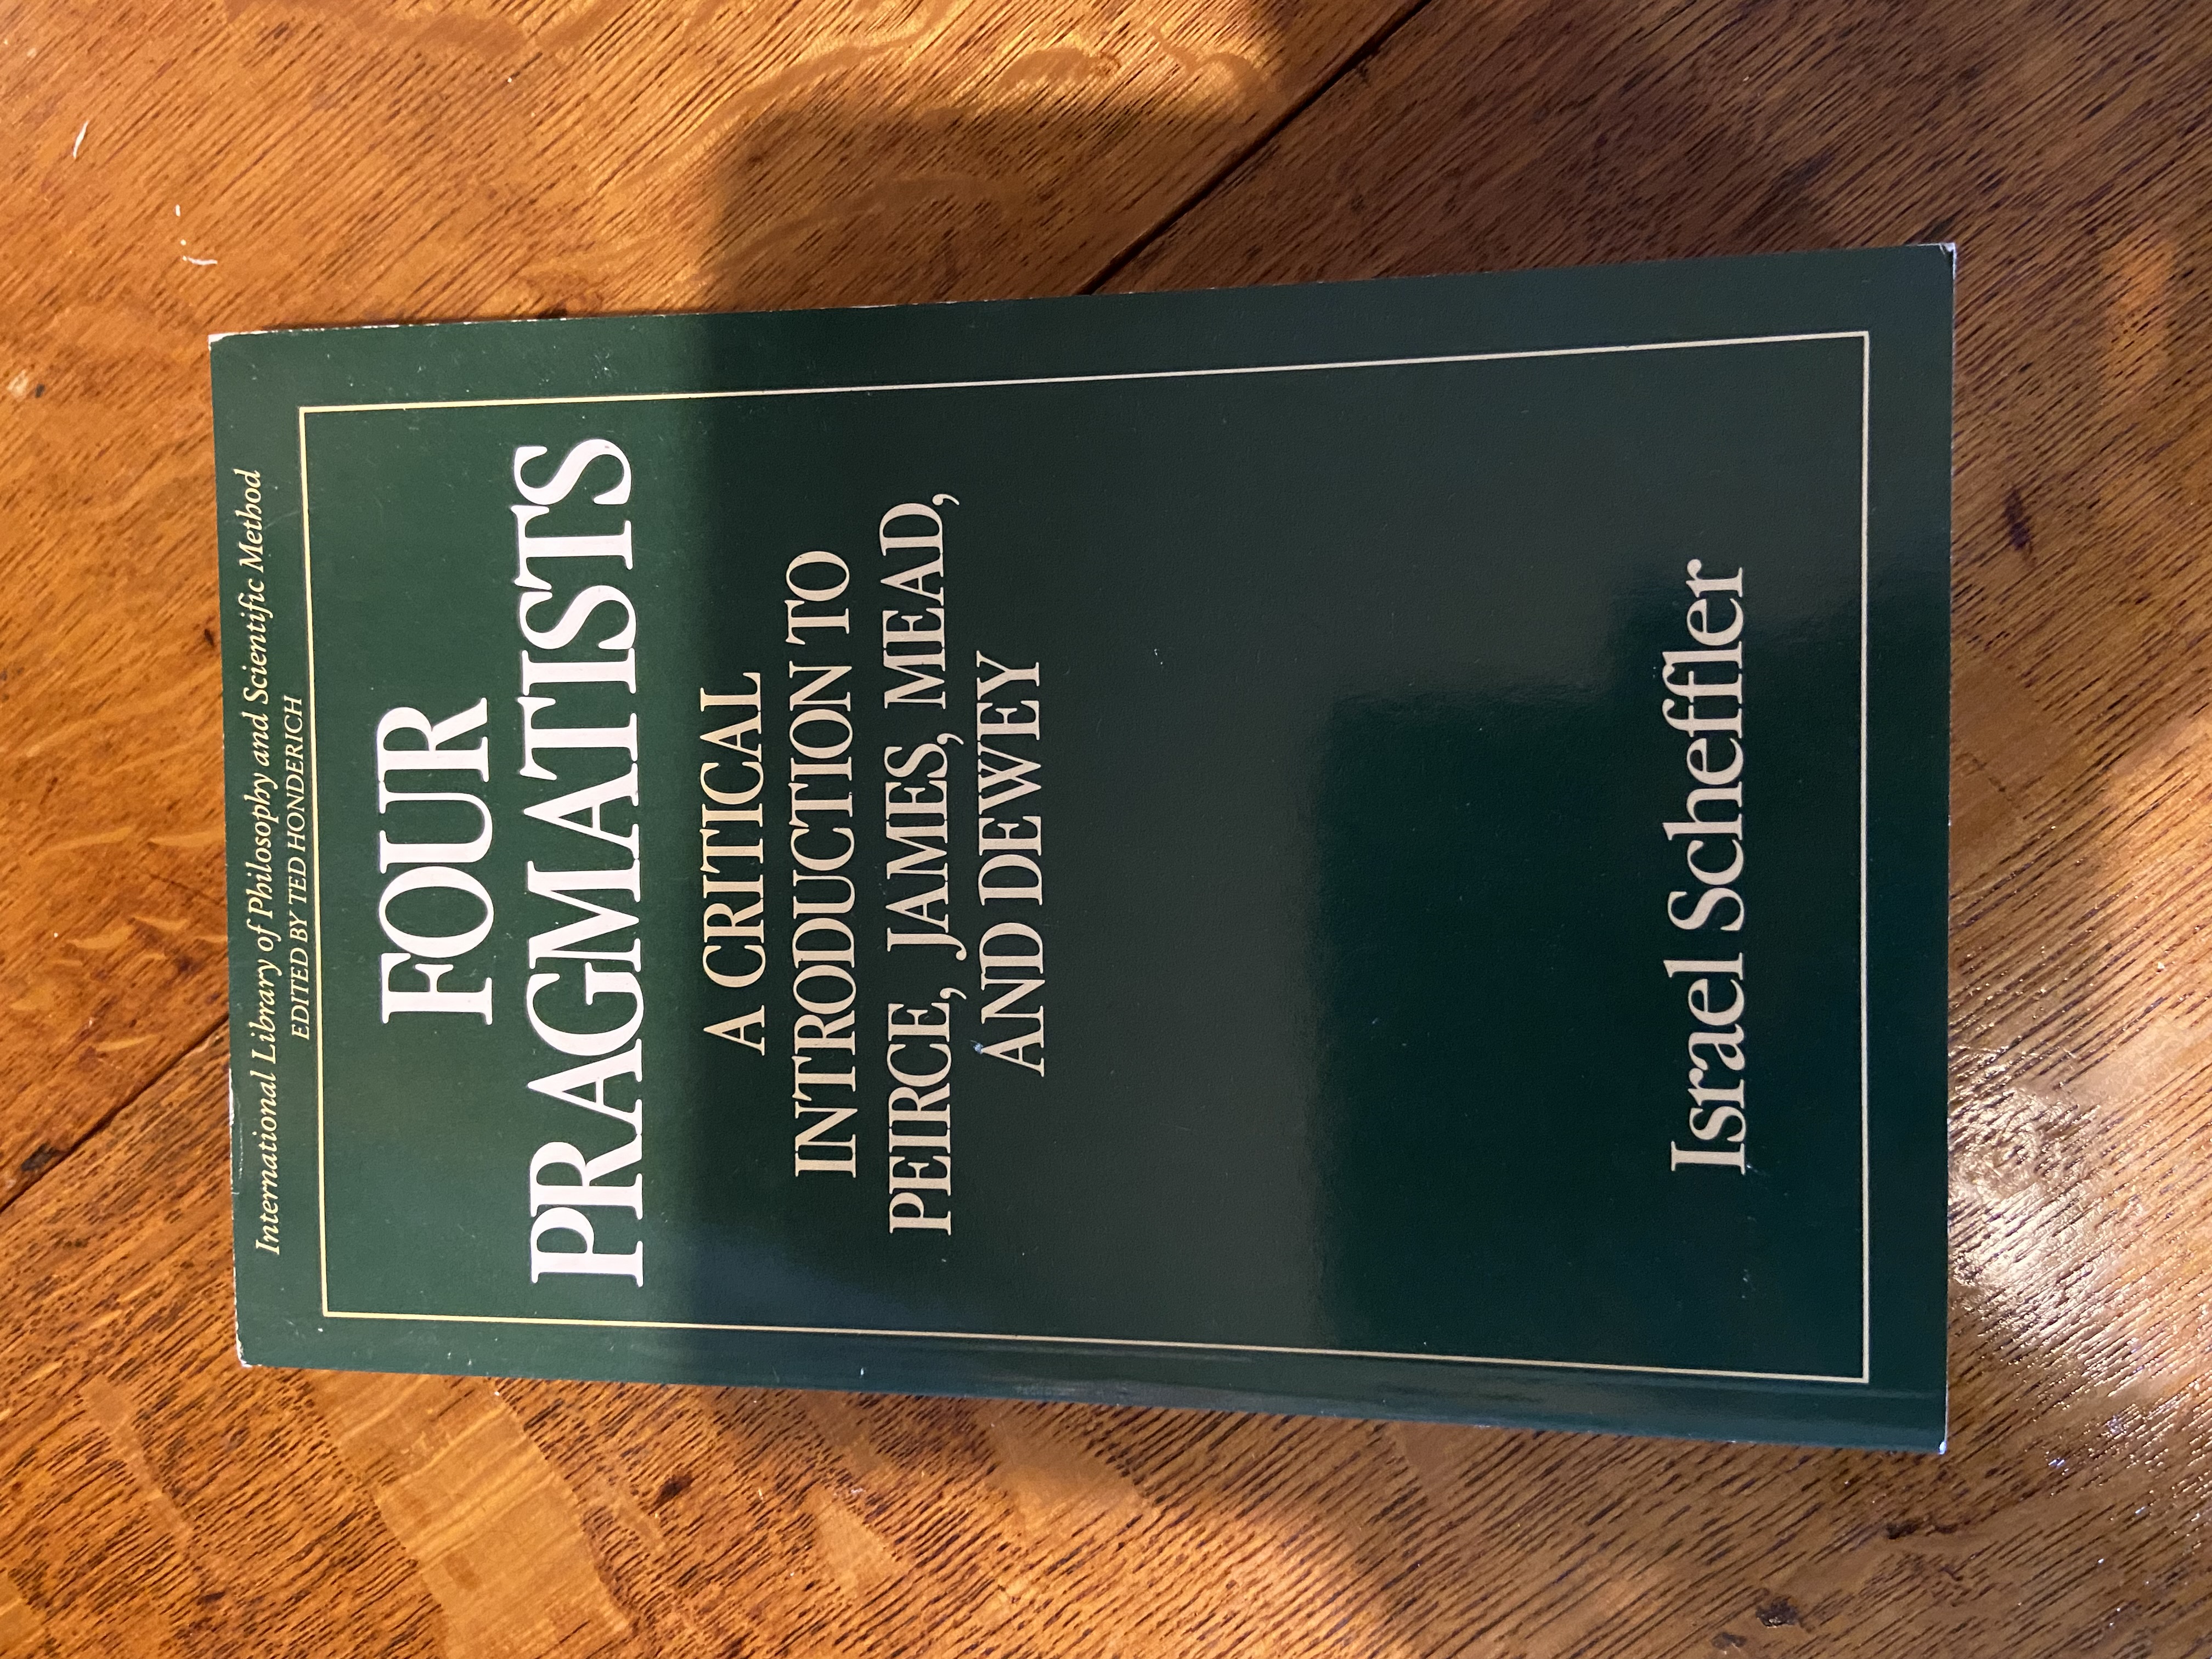 International Library of Philosophy and Scientific Method
EDITED BY TED HONDERICH
FOUR
PRAGMATISTS
A CRITICAL
INTRODUCTION TO
PEIRCE, JAMES, MEAD,
AND DEWEY
Israel Scheffler